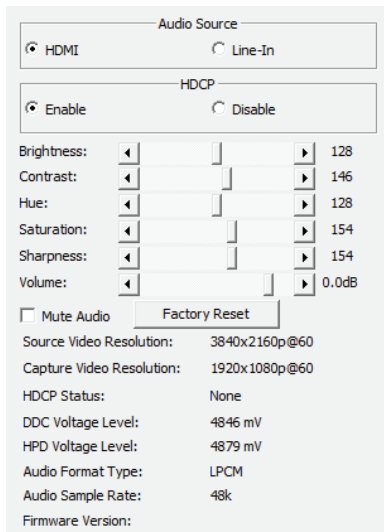 Audio Source
HDMI Line-In
HDCP
Enable Disable
Brightness: 128
Contrast: 146
Hue: 128
Saturation: 154
Sharpness: 154
Volume: 0.0dB
Mute Audio Factory Reset
Source Video Resolution: 3840x2160p@60
Capture Video Resolution: 1920x1080p@60
HDCP Status: None
DDC Voltage Level: 4846 mV
HPD Voltage Level: 4879 mV
Audio Format Type: LPCM
Audio Sample Rate: 48k
Firmware Version: